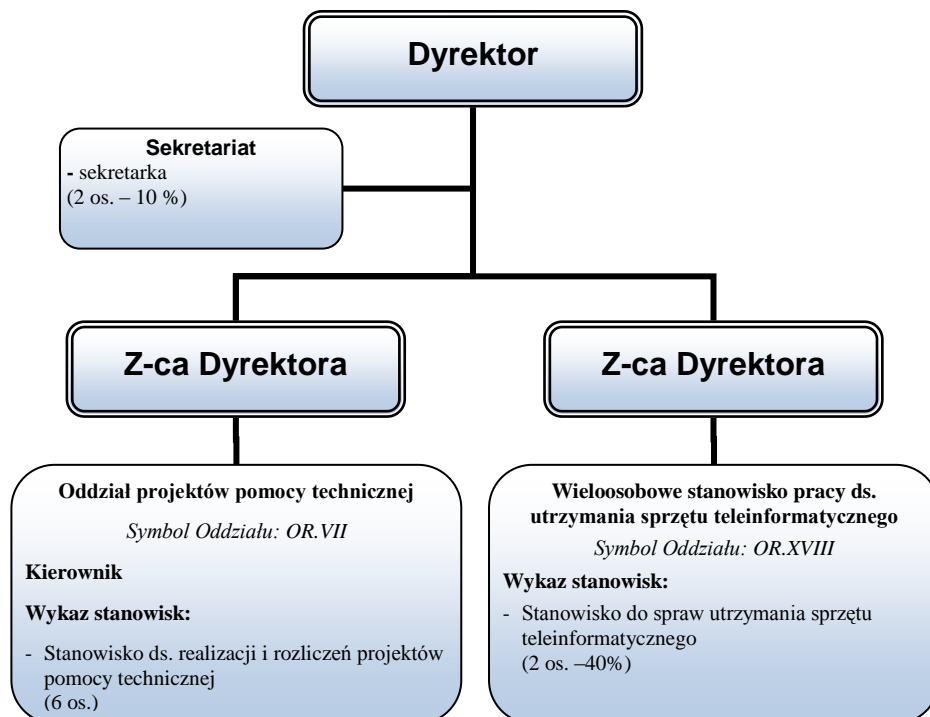 Dyrektor
Sekretariat
- sekretarka
(2 os. – 10 %)
Z-ca Dyrektora
Z-ca Dyrektora
Oddział projektów pomocy technicznej
Symbol Oddziału: OR.VII
Kierownik
Wykaz stanowisk:
- Stanowisko ds. realizacji i rozliczeń projektów
pomocy technicznej
(6 os.)
Wieloosobowe stanowisko pracy ds.
utrzymania sprzętu teleinformatycznego
Symbol Oddziału: OR.XVIII
Wykaz stanowisk:
- Stanowisko do spraw utrzymania sprzętu
teleinformatycznego
(2 os. –40%)